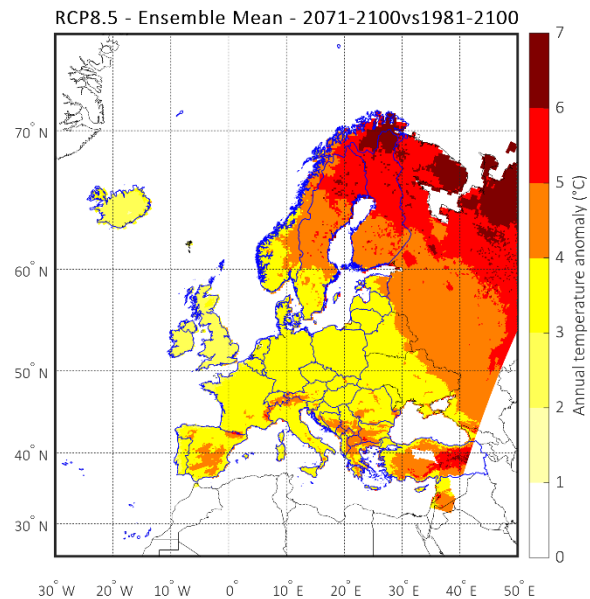 RCP8.5 - Ensemble Mean - 2071-2100vs1981-2100
7
6
5
4
3
2
1
0
Annual temperature anomaly (°C)
70° N
60° N
50° N
40° N
30° N
30° W 20° W 10° W 0° 10° E 20° E 30° E 40° E 50° E